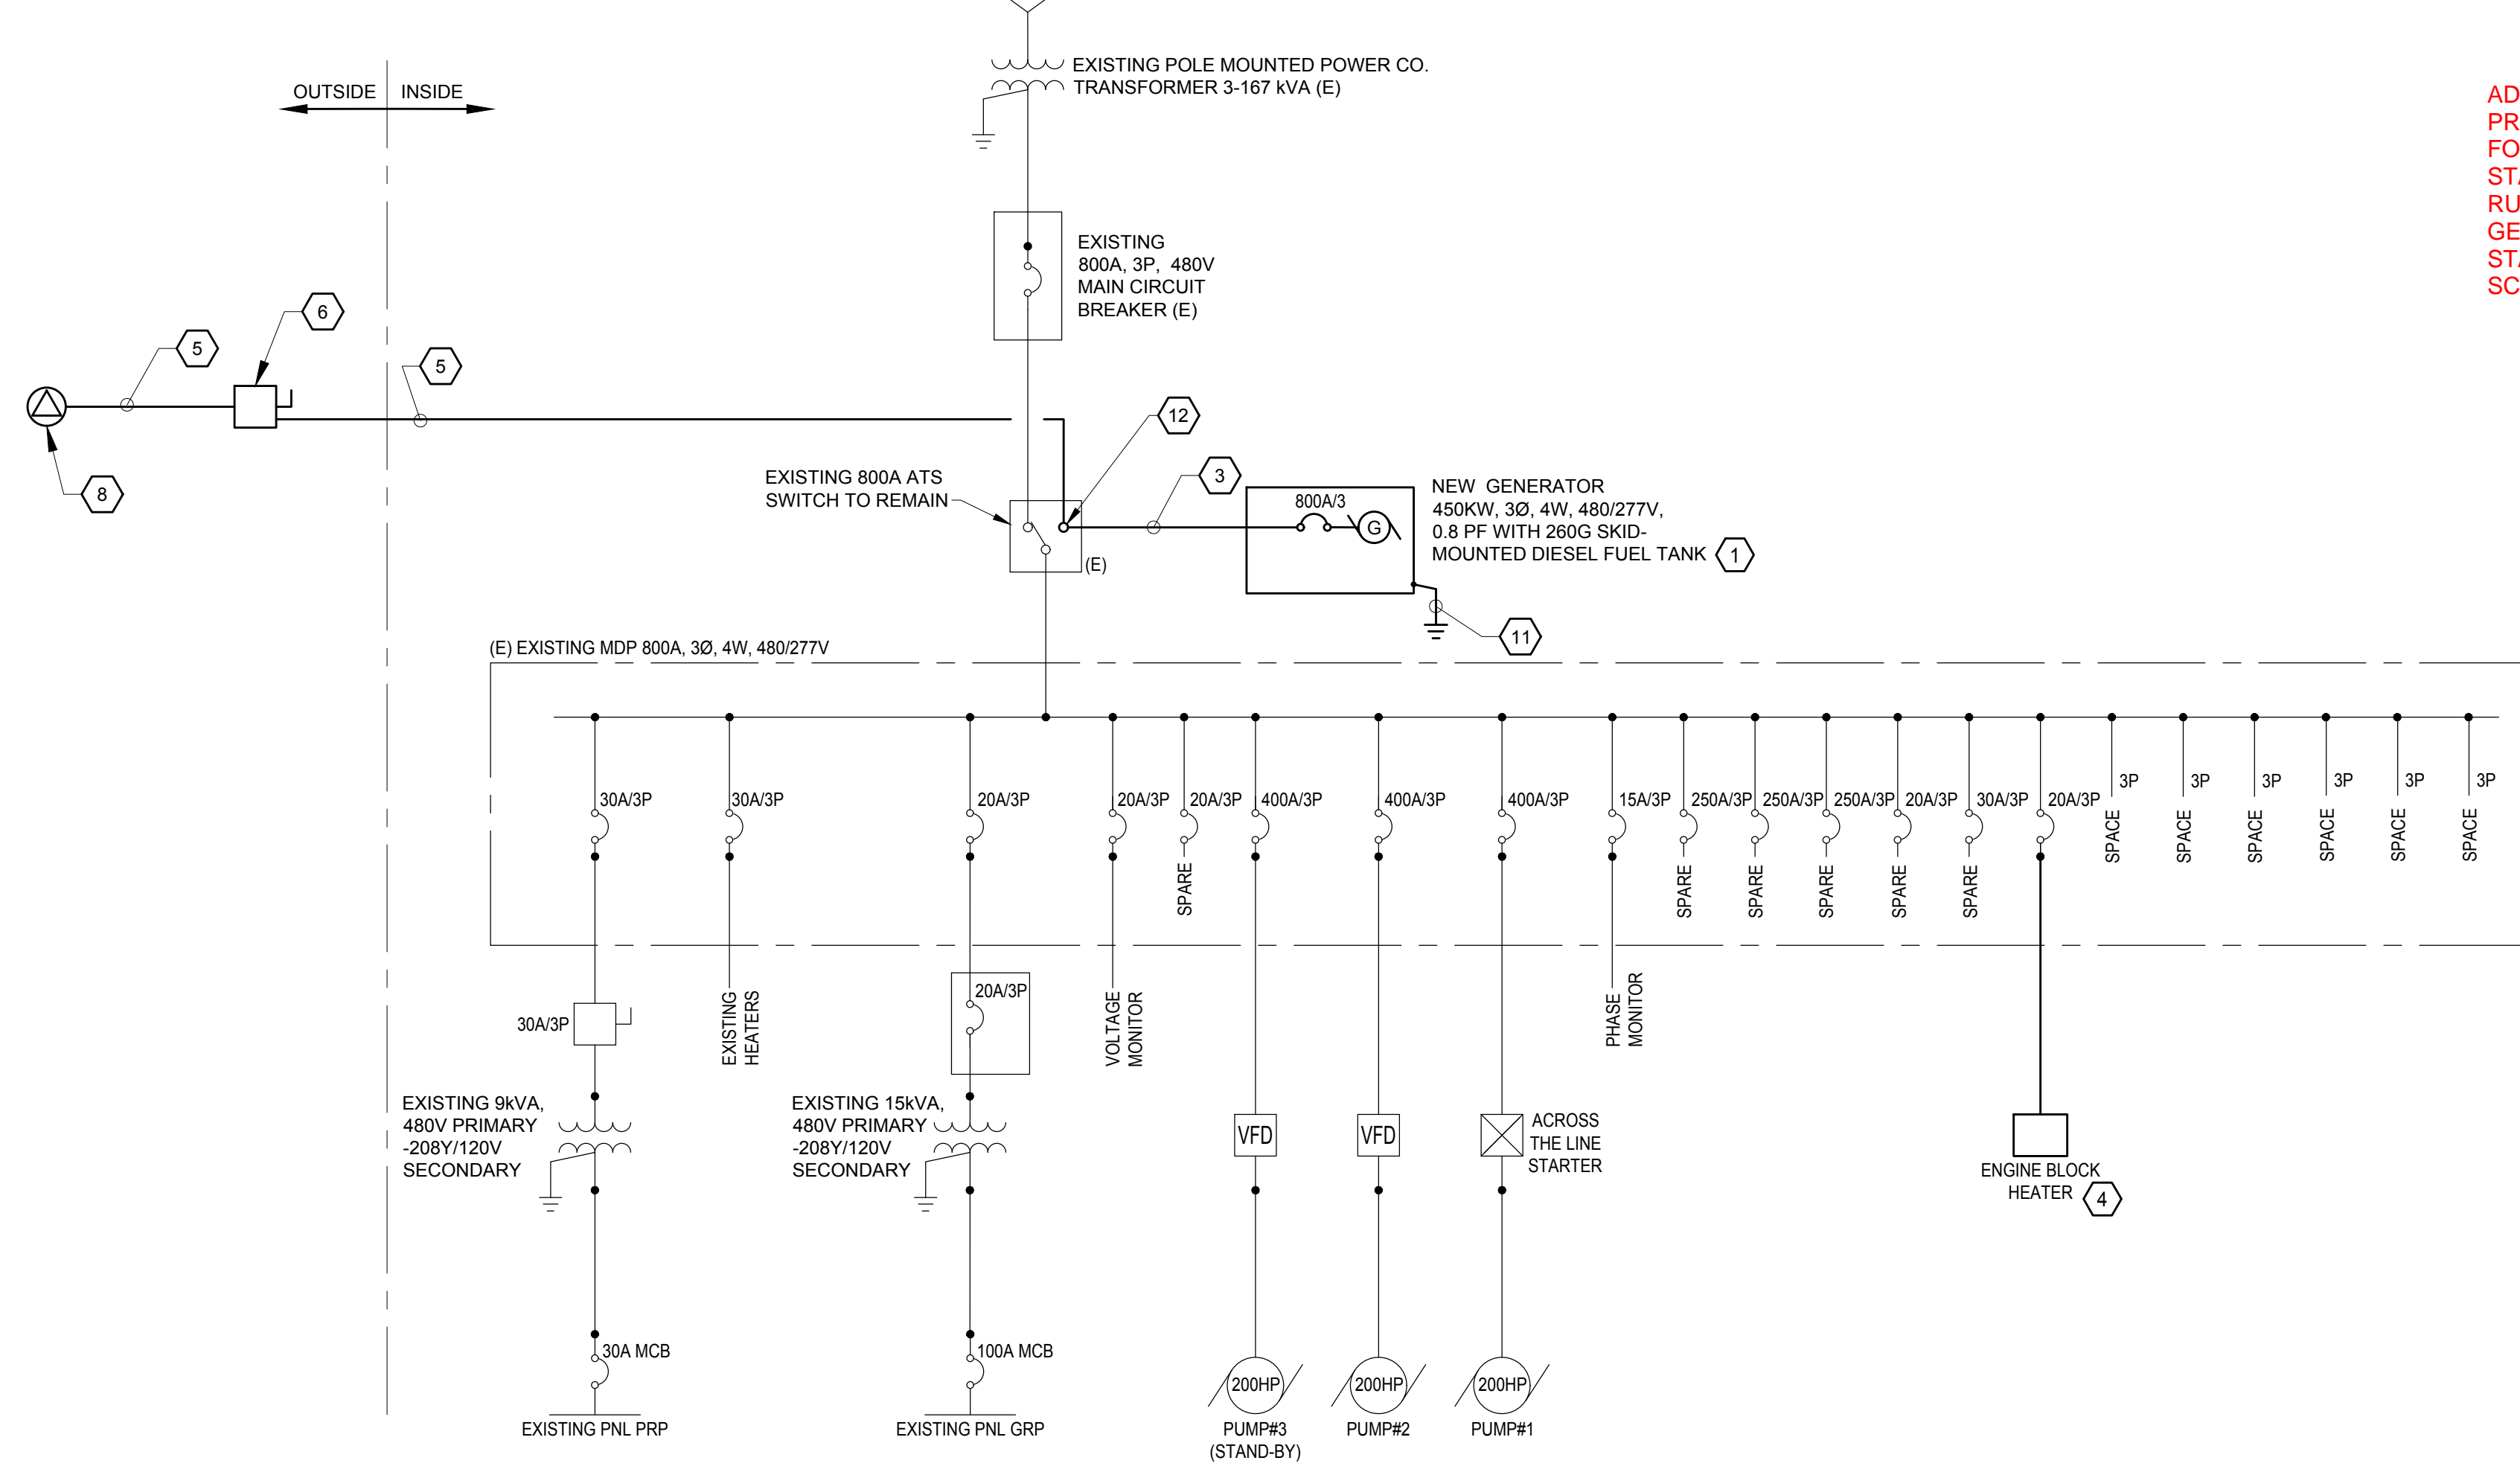 EXISTING POLE MOUNTED POWER CO.
TRANSFORMER 3-167 kVA (E)
OUTSIDE
INSIDE
AD
PR
FO
STA
RU
GE
STA
SC
EXISTING
800A, 3P, 480V
MAIN CIRCUIT
BREAKER (E)
6
5
5
8
12
3
EXISTING 800A ATS
SWITCH TO REMAIN
(E)
800A/3
G
NEW GENERATOR
450KW, 3Ø, 4W, 480/277V,
0.8 PF WITH 260G SKID-
MOUNTED DIESEL FUEL TANK
1
11
(E) EXISTING MDP 800A, 3Ø, 4W, 480/277V
30A/3P
30A/3P
20A/3P
20A/3P
20A/3P
400A/3P
400A/3P
400A/3P
15A/3P
250A/3P
250A/3P
250A/3P
20A/3P
30A/3P
20A/3P
3P
3P
3P
3P
3P
3P
SPARE
SPARE
SPARE
SPARE
SPARE
SPARE
SPACE
SPACE
SPACE
SPACE
SPACE
SPACE
30A/3P
EXISTING
HEATERS
20A/3P
VOLTAGE
MONITOR
PHASE
MONITOR
EXISTING 9kVA,
480V PRIMARY
-208Y/120V
SECONDARY
EXISTING 15kVA,
480V PRIMARY
-208Y/120V
SECONDARY
VFD
VFD
ACROSS
THE LINE
STARTER
ENGINE BLOCK
HEATER
4
30A MCB
100A MCB
200HP
200HP
200HP
EXISTING PNL PRP
EXISTING PNL GRP
PUMP#3
(STAND-BY)
PUMP#2
PUMP#1